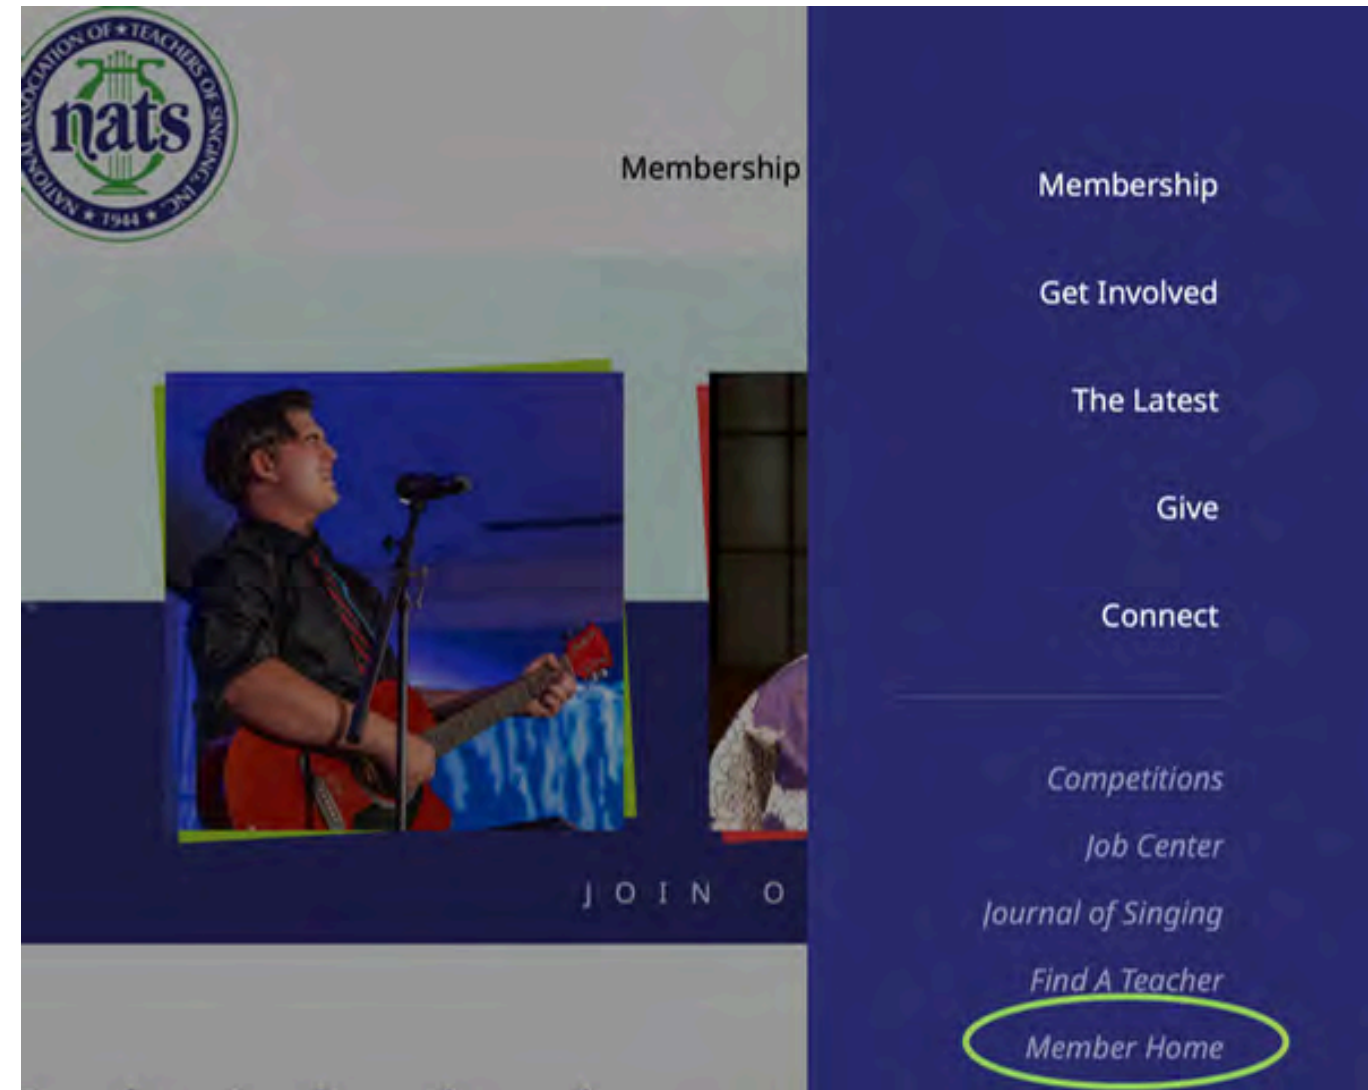 NATIONAL ASSOCIATION OF ★ TEACHERS OF SINGING, INC. ★ 1944 ★
nats
Membership
Membership
Get Involved
The Latest
Give
Connect
Competitions
Job Center
Journal of Singing
Find A Teacher
Member Home
JOIN O